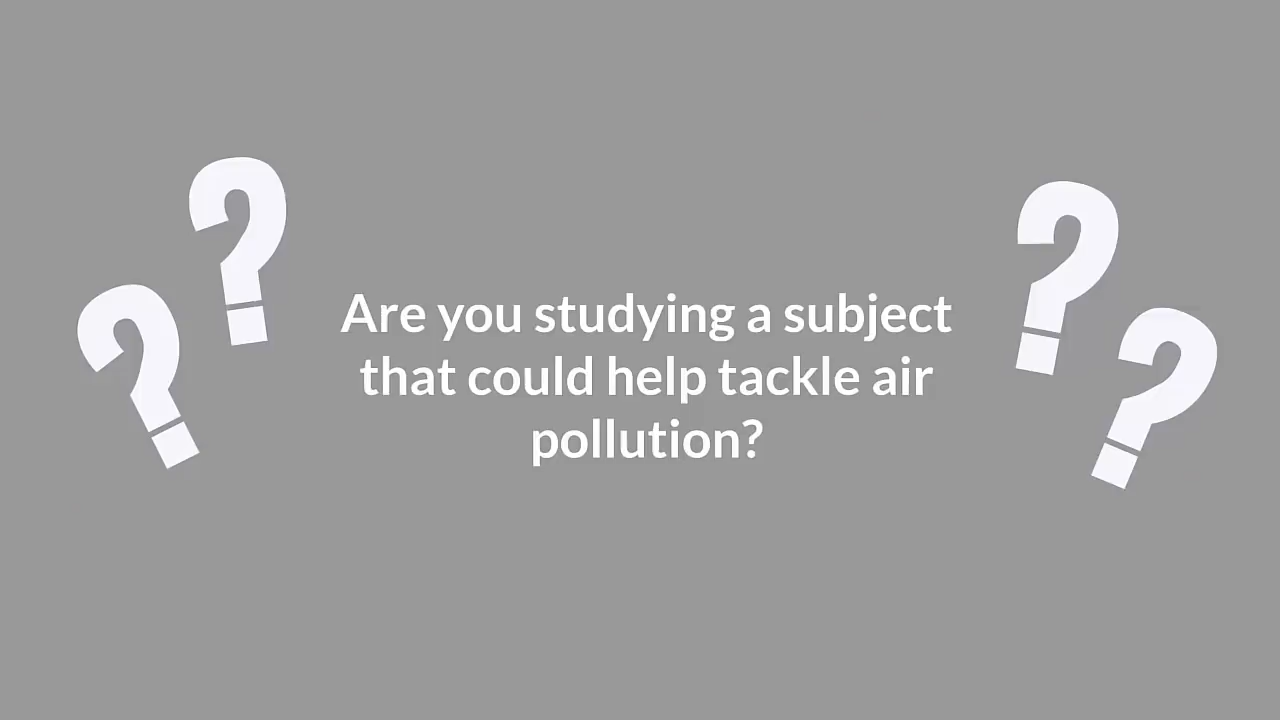 Are you studying a subject
that could help tackle air
pollution?
? ? ? ?